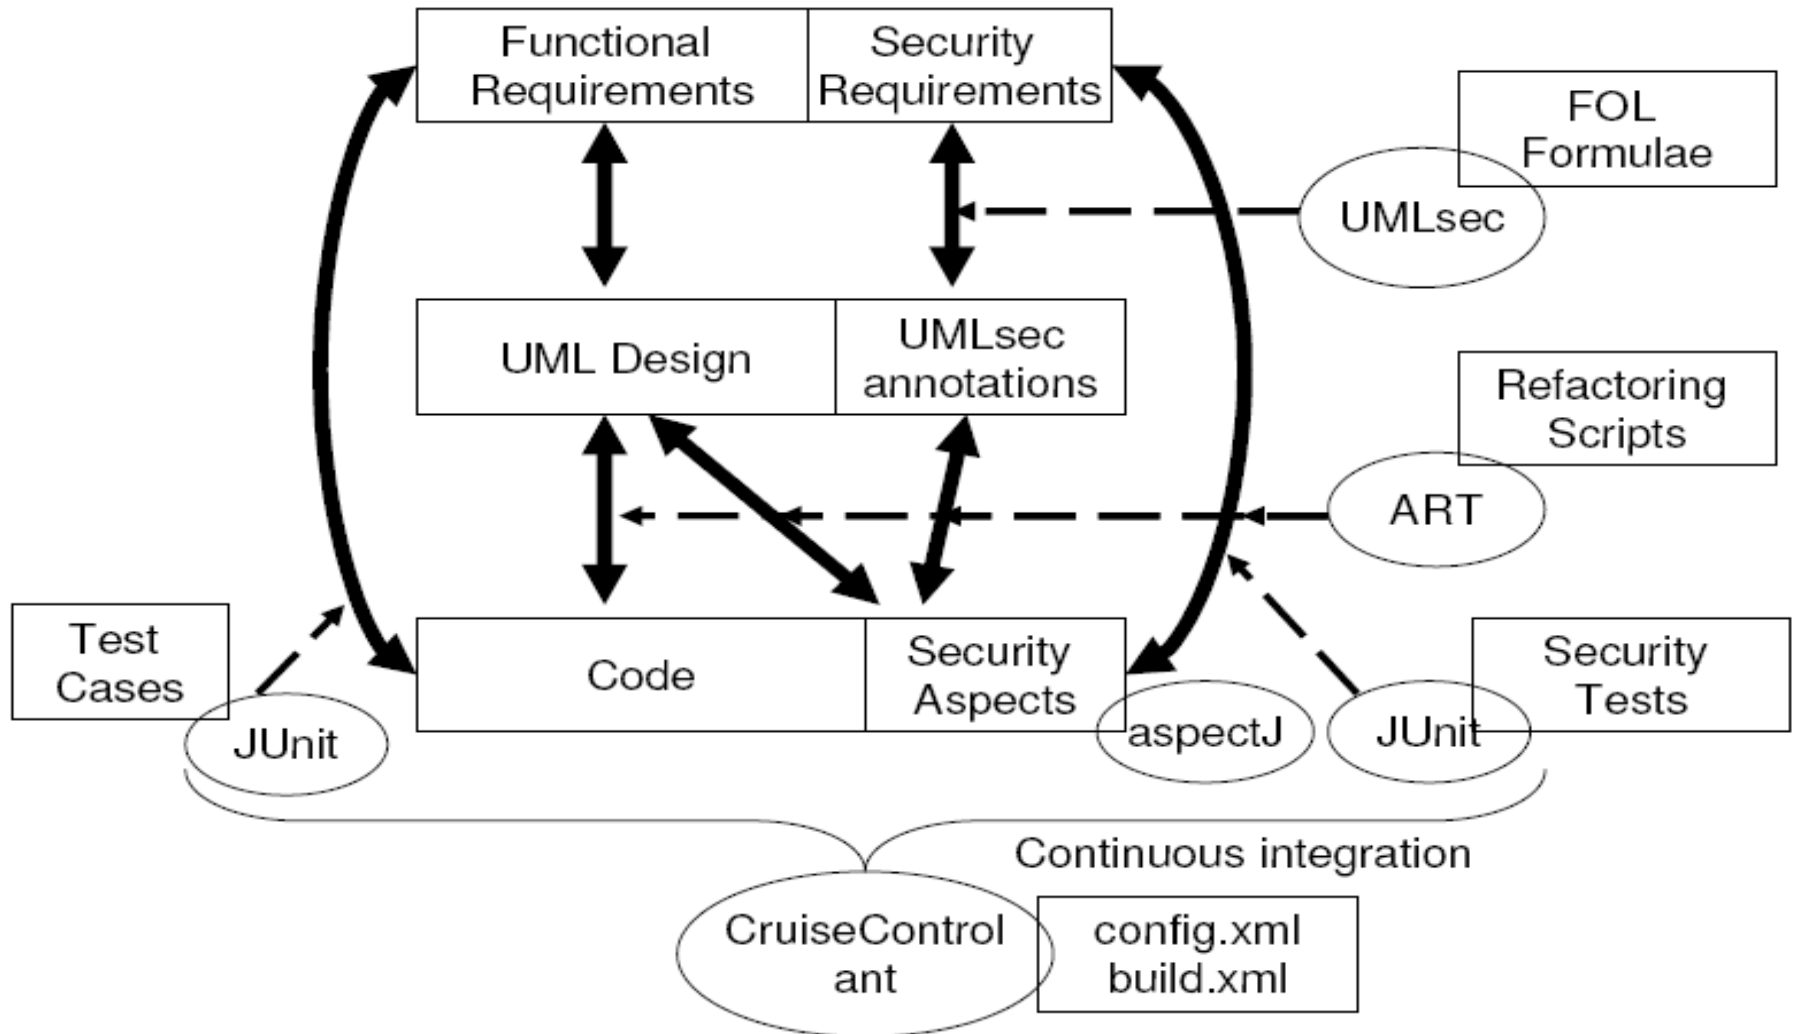 Functional
Requirements
Security
Requirements
FOL
Formulae
UMLsec
UML Design
UMLsec
annotations
Refactoring
Scripts
ART
Test
Cases
JUnit
Code
Security
Aspects
aspectJ
JUnit
Security
Tests
Continuous integration
CruiseControl
ant
config.xml
build.xml